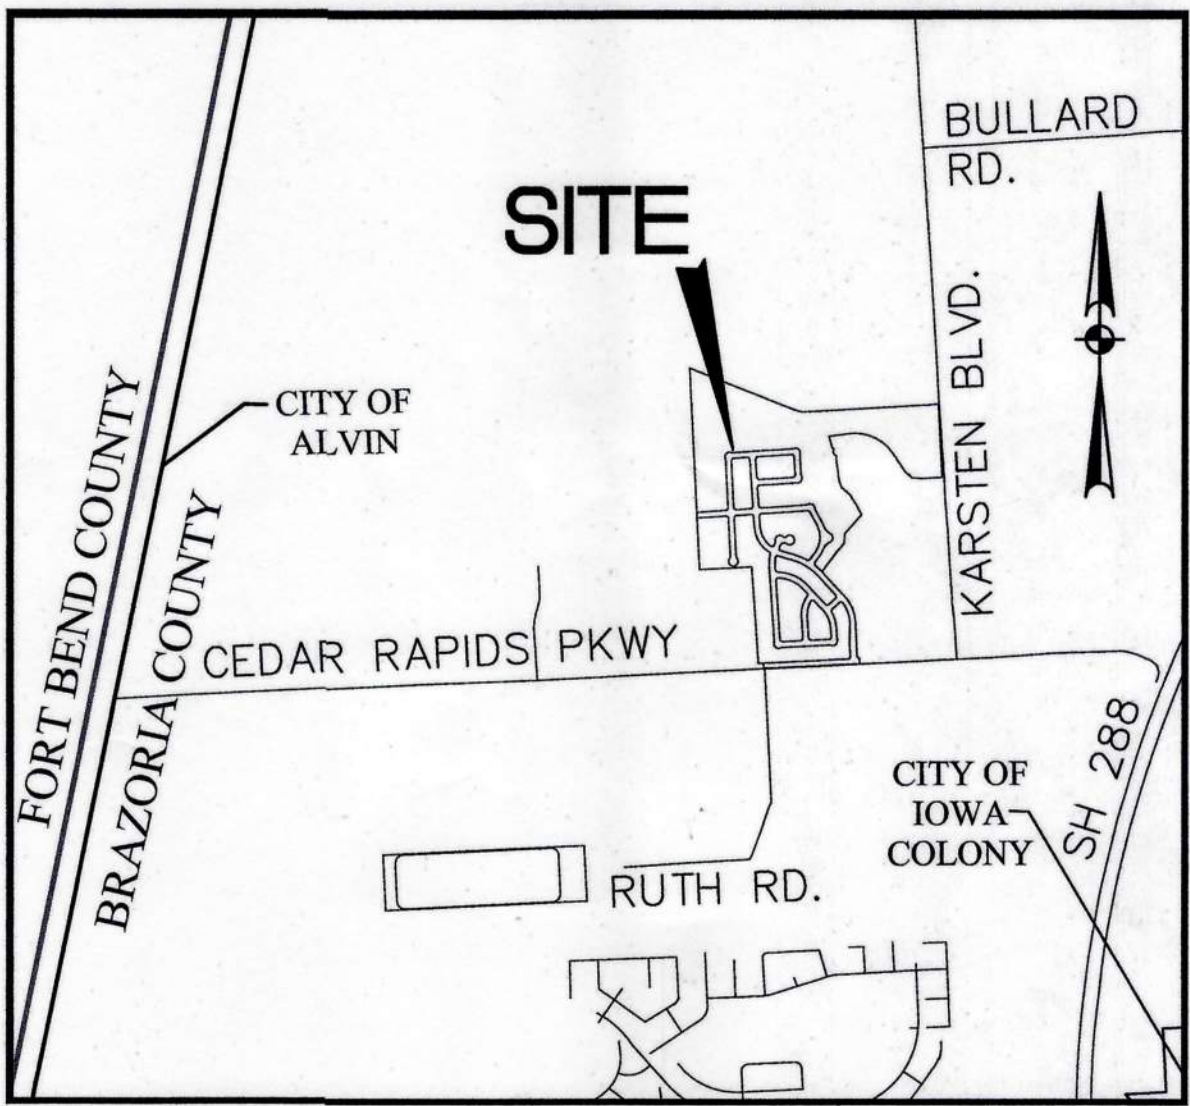 BULLARD
RD.
SITE
KARSTEN BLVD.
CITY OF
ALVIN
FORT BEND COUNTY
BRAZORIA COUNTY
CEDAR RAPIDS PKWY
SH 288
CITY OF
IOWA
COLONY
RUTH RD.